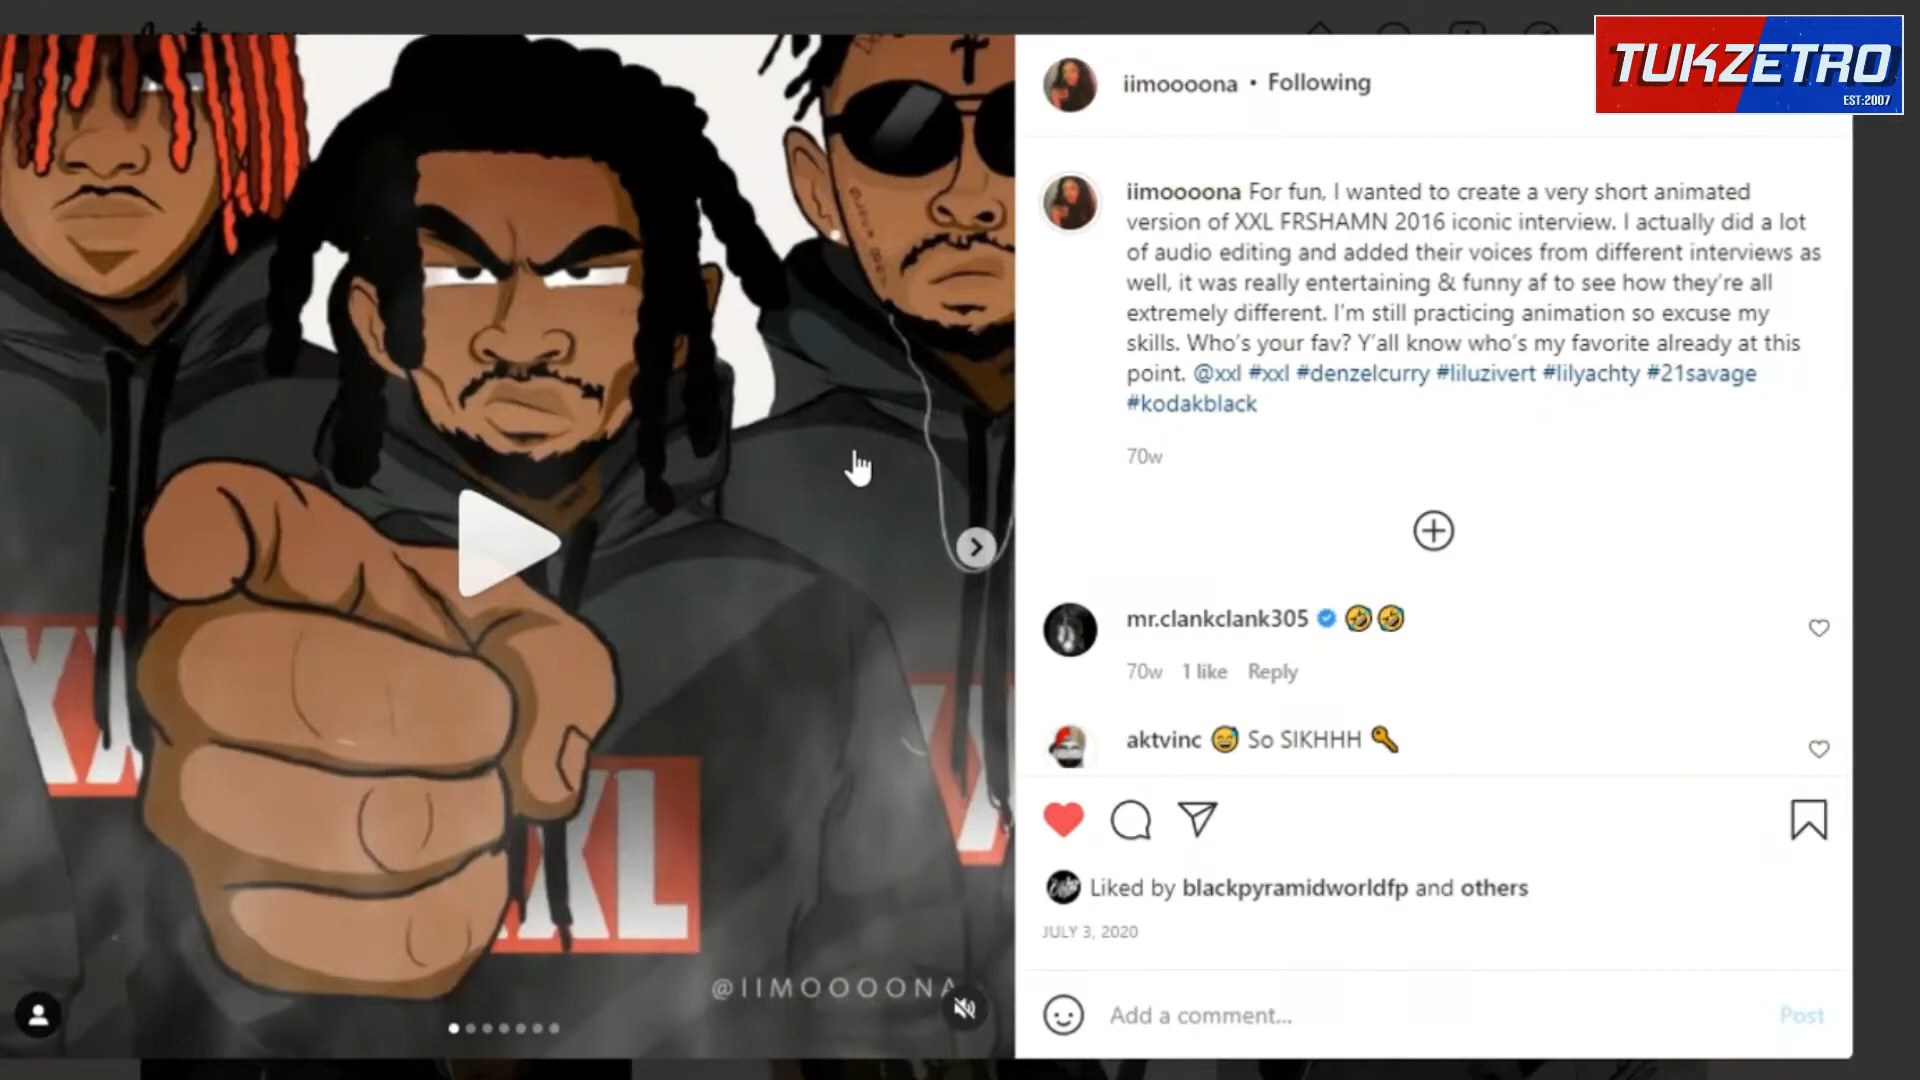 TUKZETRO
EST:2007
iimoooona • Following
iimoooona For fun, I wanted to create a very short animated
version of XXL FRSHAMN 2016 iconic interview. I actually did a lot
of audio editing and added their voices from different interviews as
well, it was really entertaining & funny af to see how they're all
extremely different. I'm still practicing animation so excuse my
skills. Who's your fav? Y'all know who's my favorite already at this
point. @xxl #xxl #denzelcurry #liluzivert #lilyachty #21savage
#kodakblack
70w
mr.clankclank305 🤣🤣
70w 1 like Reply
aktvinc 😅 So SIKHHH 🔑
Liked by blackpyramidworldfp and others
JULY 3, 2020
Add a comment...
Post
XX
XL
@IIMOOOONA